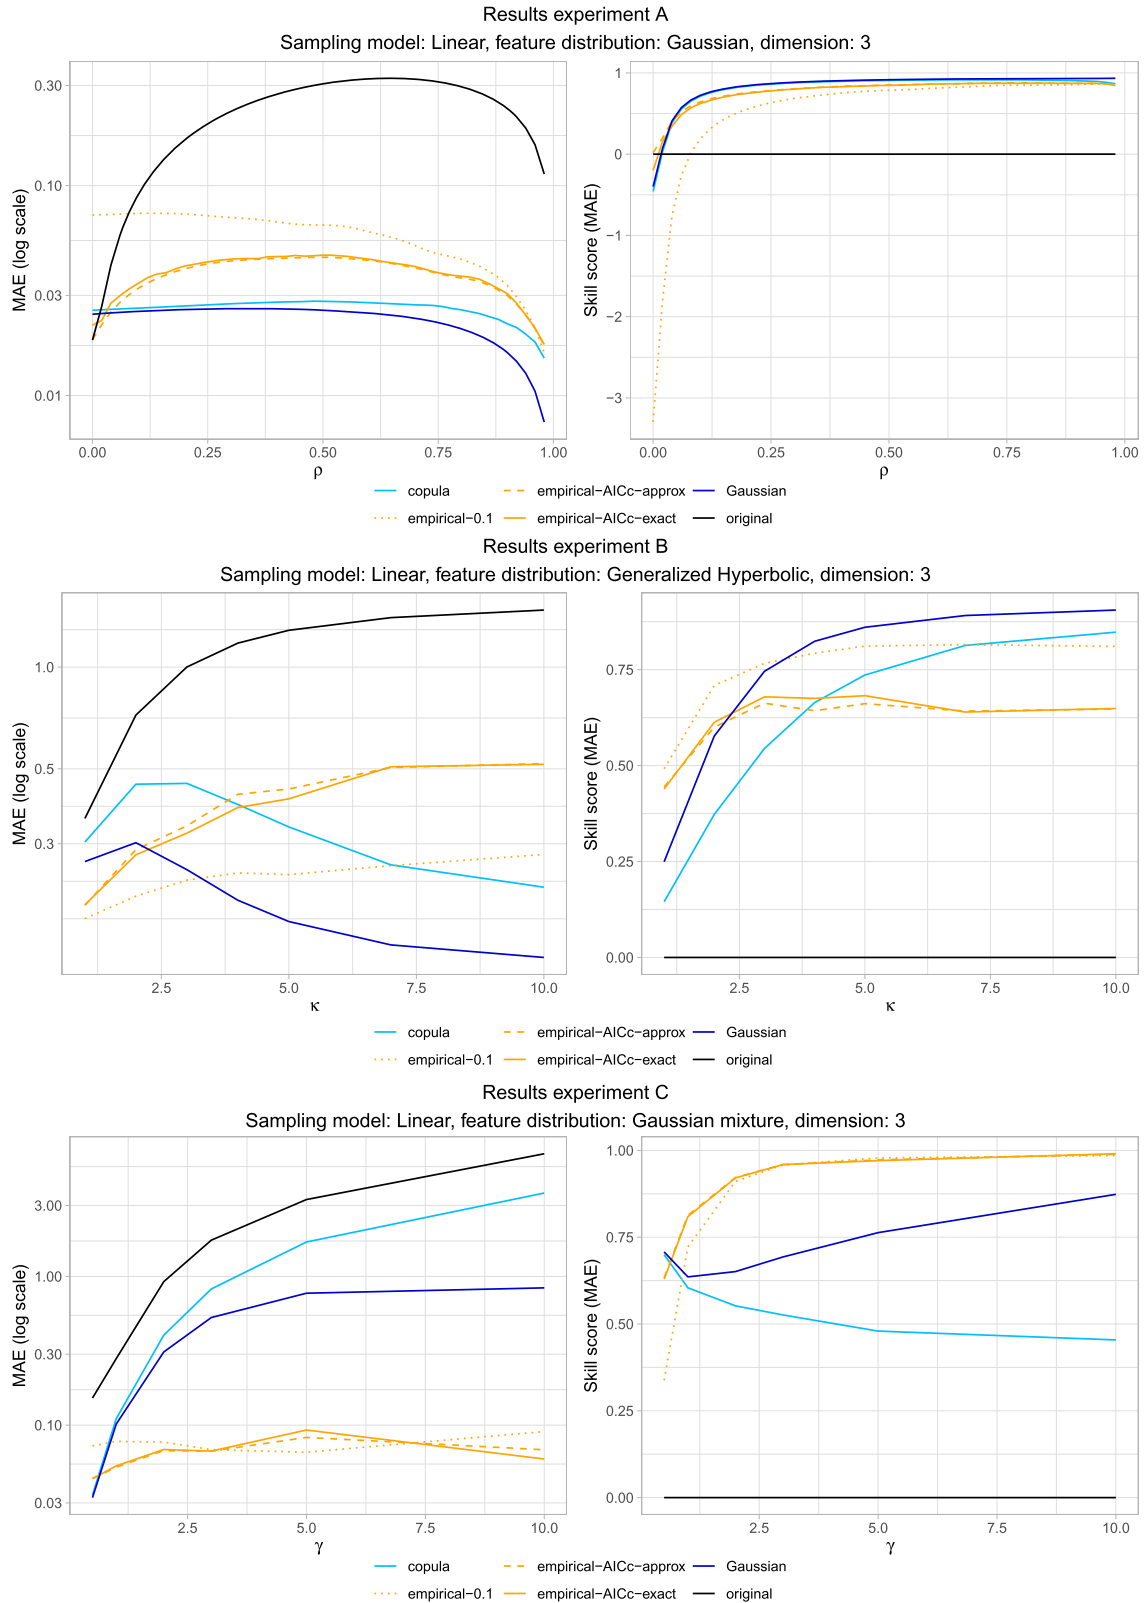 Results experiment A
Sampling model: Linear, feature distribution: Gaussian, dimension: 3
MAE (log scale)
0.30
0.10
0.03
0.01
0.00 0.25 0.50 0.75 1.00
ρ
Skill score (MAE)
1
0
−1
−2
−3
0.00 0.25 0.50 0.75 1.00
ρ
copula empirical−AICc−approx Gaussian
empirical−0.1 empirical−AICc−exact original
Results experiment B
Sampling model: Linear, feature distribution: Generalized Hyperbolic, dimension: 3
MAE (log scale)
1.0
0.5
0.3
2.5 5.0 7.5 10.0
κ
Skill score (MAE)
0.75
0.50
0.25
0.00
2.5 5.0 7.5 10.0
κ
copula empirical−AICc−approx Gaussian
empirical−0.1 empirical−AICc−exact original
Results experiment C
Sampling model: Linear, feature distribution: Gaussian mixture, dimension: 3
MAE (log scale)
3.00
1.00
0.30
0.10
0.03
2.5 5.0 7.5 10.0
γ
Skill score (MAE)
1.00
0.75
0.50
0.25
0.00
2.5 5.0 7.5 10.0
γ
copula empirical−AICc−approx Gaussian
empirical−0.1 empirical−AICc−exact original